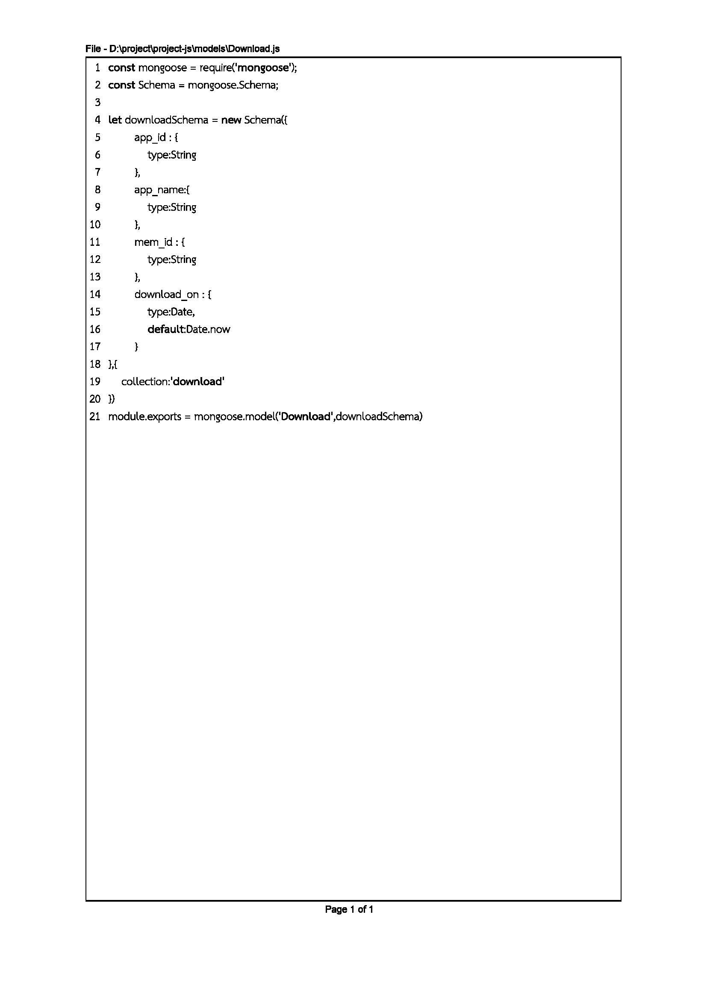 File - D:\project\project-js\models\Download.js
1 const mongoose = require('mongoose');
2 const Schema = mongoose.Schema;
3
4 let downloadSchema = new Schema({
5 app_id : {
6 type:String
7 },
8 app_name:{
9 type:String
10 },
11 mem_id : {
12 type:String
13 },
14 download_on : {
15 type:Date,
16 default:Date.now
17 }
18 },{
19 collection:'download'
20 })
21 module.exports = mongoose.model('Download',downloadSchema)
Page 1 of 1